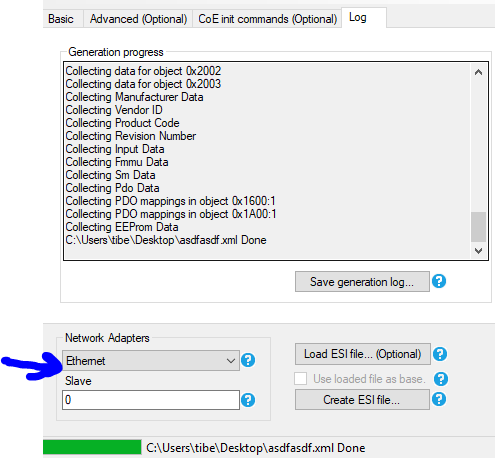 Basic Advanced (Optional) CoE init commands (Optional) Log
Generation progress
Collecting data for object 0x2002
Collecting data for object 0x2003
Collecting Manufacturer Data
Collecting Vendor ID
Collecting Product Code
Collecting Revision Number
Collecting Input Data
Collecting Fmmu Data
Collecting Sm Data
Collecting Pdo Data
Collecting PDO mappings in object 0x1600:1
Collecting PDO mappings in object 0x1A00:1
Collecting EEProm Data
C:\Users\tibe\Desktop\asdfasdf.xml Done
Save generation log... ?
Network Adapters
Ethernet ?
Slave
0 ?
Load ESI file... (Optional) ?
Use loaded file as base. ?
Create ESI file... ?
C:\Users\tibe\Desktop\asdfasdf.xml Done